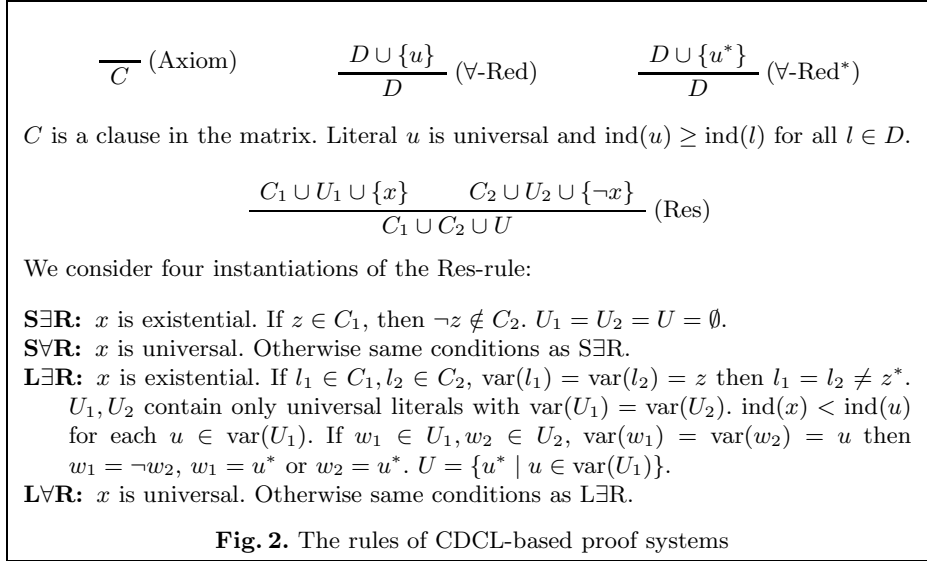 C (Axiom)    D ∪ {u} / D (∀-Red)    D ∪ {u*} / D (∀-Red*)
C is a clause in the matrix. Literal u is universal and ind(u) ≥ ind(l) for all l ∈ D.
C₁ ∪ U₁ ∪ {x}    C₂ ∪ U₂ ∪ {¬x}
C₁ ∪ C₂ ∪ U (Res)
We consider four instantiations of the Res-rule:
S∃R: x is existential. If z ∈ C₁, then ¬z ∉ C₂. U₁ = U₂ = U = ∅.
S∀R: x is universal. Otherwise same conditions as S∃R.
L∃R: x is existential. If l₁ ∈ C₁, l₂ ∈ C₂, var(l₁) = var(l₂) = z then l₁ = l₂ ≠ z*.
U₁, U₂ contain only universal literals with var(U₁) = var(U₂). ind(x) < ind(u)
for each u ∈ var(U₁). If w₁ ∈ U₁, w₂ ∈ U₂, var(w₁) = var(w₂) = u then
w₁ = ¬w₂, w₁ = u* or w₂ = u*. U = {u* | u ∈ var(U₁)}.
L∀R: x is universal. Otherwise same conditions as L∃R.
Fig. 2. The rules of CDCL-based proof systems